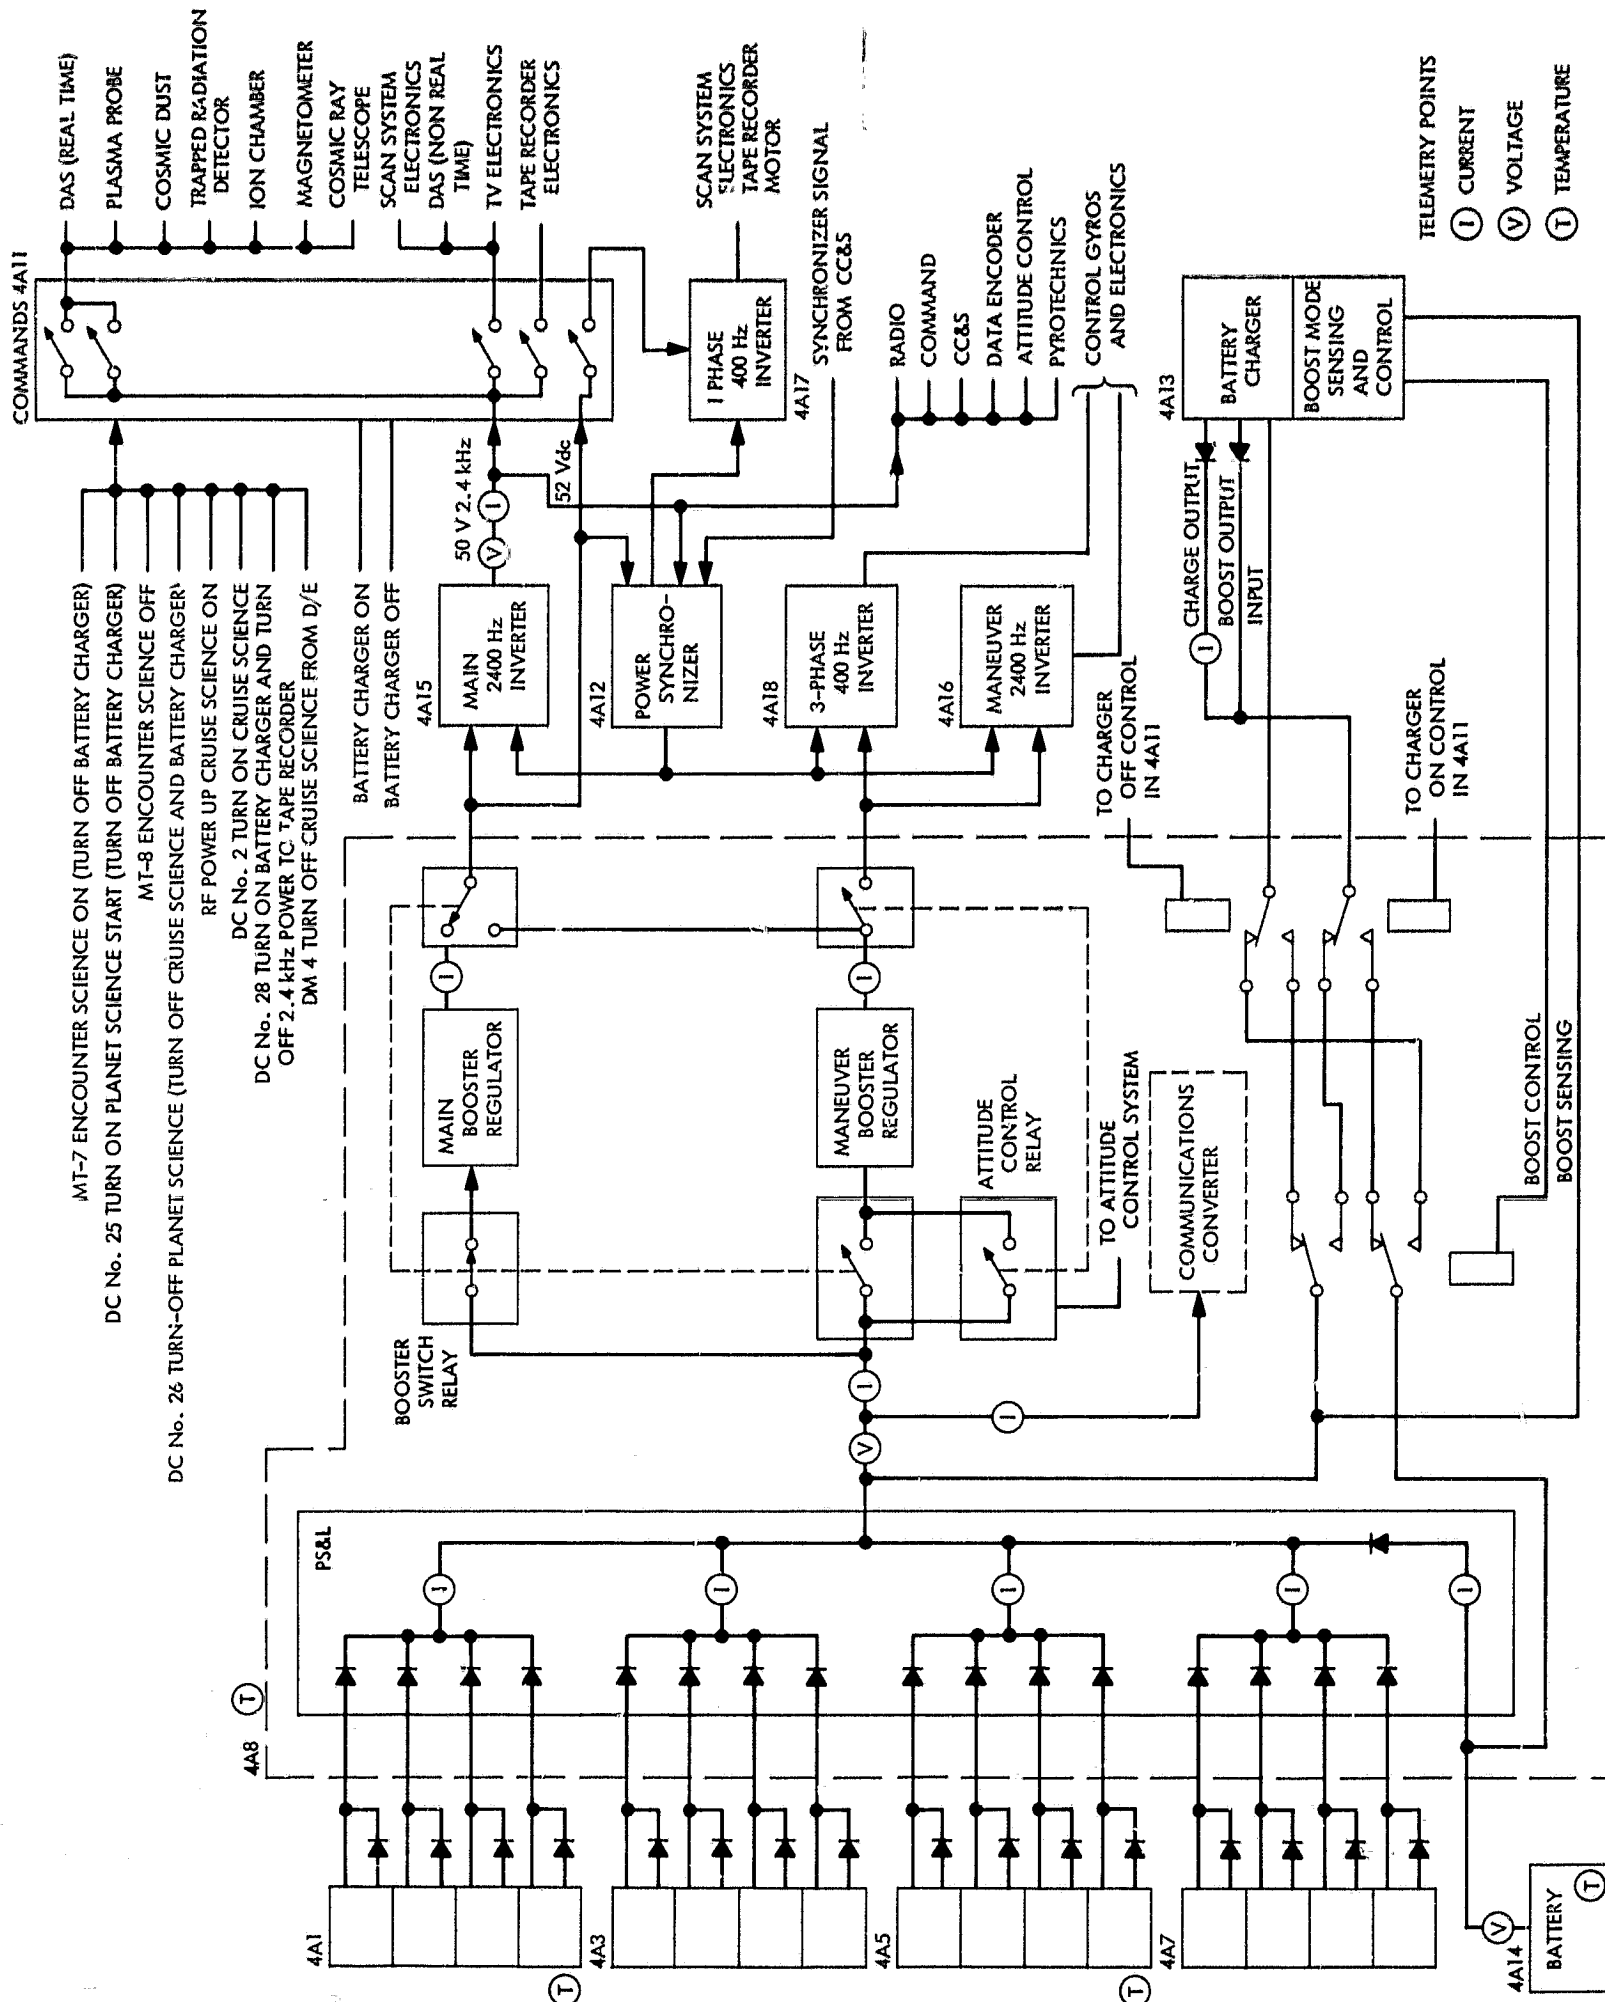 COMMANDS 4A11
DAS (REAL TIME)
PLASMA PROBE
COSMIC DUST
TRAPPED RADIATION
DETECTOR
ION CHAMBER
MAGNETOMETER
COSMIC RAY
TELESCOPE
SCAN SYSTEM
ELECTRONICS
DAS (NON REAL
TIME)
TV ELECTRONICS
TAPE RECORDER
ELECTRONICS
SCAN SYSTEM
ELECTRONICS
TAPE RECORDER
MOTOR
SYNCHRONIZER SIGNAL
FROM CC&S
RADIO
COMMAND
CC&S
DATA ENCODER
ATTITUDE CONTROL
PYROTECHNICS
CONTROL GYROS
AND ELECTRONICS
TELEMETRY POINTS
I CURRENT
V VOLTAGE
T TEMPERATURE
MT-7 ENCOUNTER SCIENCE ON (TURN OFF BATTERY CHARGER)
DC No. 25 TURN ON PLANET SCIENCE START (TURN OFF BATTERY CHARGER)
MT-8 ENCOUNTER SCIENCE OFF
DC No. 26 TURN-OFF PLANET SCIENCE (TURN OFF CRUISE SCIENCE AND BATTERY CHARGER)
RF POWER UP CRUISE SCIENCE ON
DC No. 2 TURN ON CRUISE SCIENCE
DC No. 28 TURN ON BATTERY CHARGER AND TURN
OFF 2.4 kHz POWER TO TAPE RECORDER
DM 4 TURN OFF CRUISE SCIENCE FROM D/E
BATTERY CHARGER ON
BATTERY CHARGER OFF
50 V 2.4 kHz
V
I
52 Vdc
1 PHASE
400 Hz
INVERTER
4A17
4A15
MAIN
2400 Hz
INVERTER
4A12
POWER
SYNCHRO-
NIZER
4A18
3-PHASE
400 Hz
INVERTER
4A16
MANEUVER
2400 Hz
INVERTER
4A13
BATTERY
CHARGER
BOOST MODE
SENSING
AND
CONTROL
CHARGE OUTPUT
I
BOOST OUTPUT
INPUT
TO CHARGER
OFF CONTROL
IN 4A11
TO CHARGER
ON CONTROL
IN 4A11
BOOST CONTROL
BOOST SENSING
BOOSTER
SWITCH
RELAY
MAIN
BOOSTER
REGULATOR
I
MANEUVER
BOOSTER
REGULATOR
I
ATTITUDE
CONTROL
RELAY
TO ATTITUDE
CONTROL SYSTEM
COMMUNICATIONS
CONVERTER
V
I
I
4A8
T
PS&L
I
I
I
I
I
4A1
T
4A3
4A5
T
4A7
4A14
V
BATTERY
T